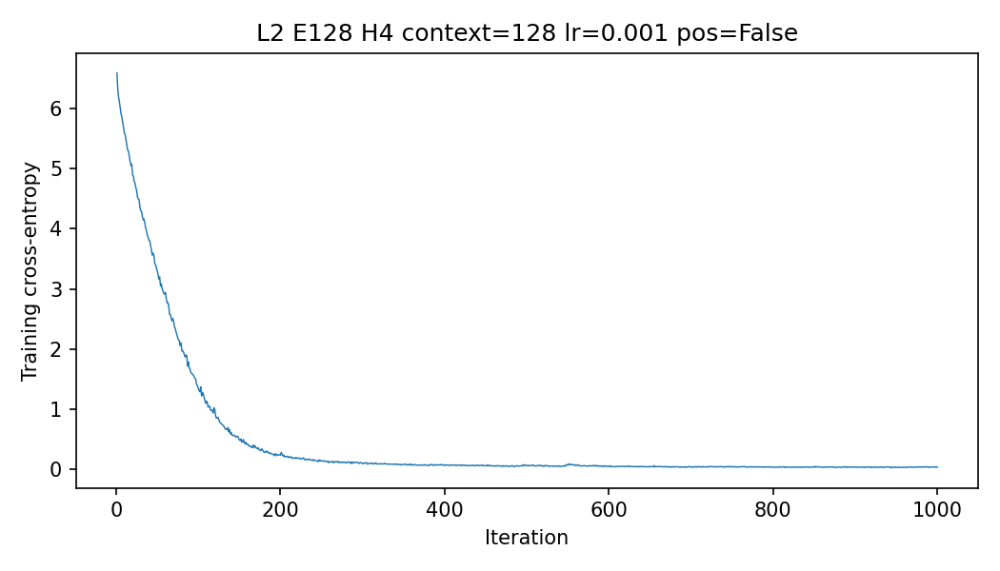 L2 E128 H4 context=128 lr=0.001 pos=False
Training cross-entropy
6
5
4
3
2
1
0
0 200 400 600 800 1000
Iteration